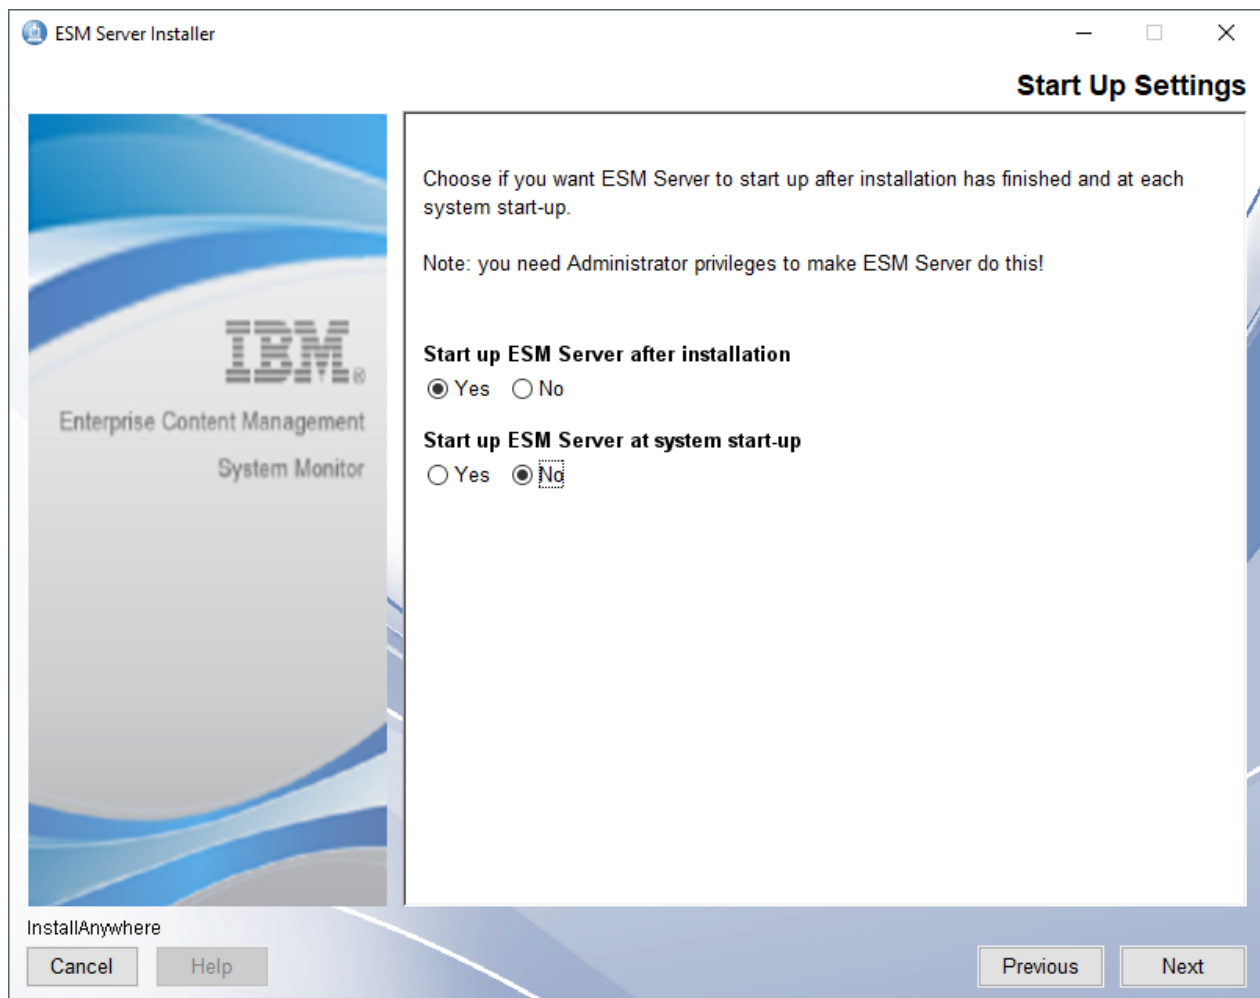 ESM Server Installer
Start Up Settings
Choose if you want ESM Server to start up after installation has finished and at each
system start-up.
Note: you need Administrator privileges to make ESM Server do this!
IBM®
Enterprise Content Management
System Monitor
Start up ESM Server after installation
Yes No
Start up ESM Server at system start-up
Yes No
InstallAnywhere
Cancel Help Previous Next